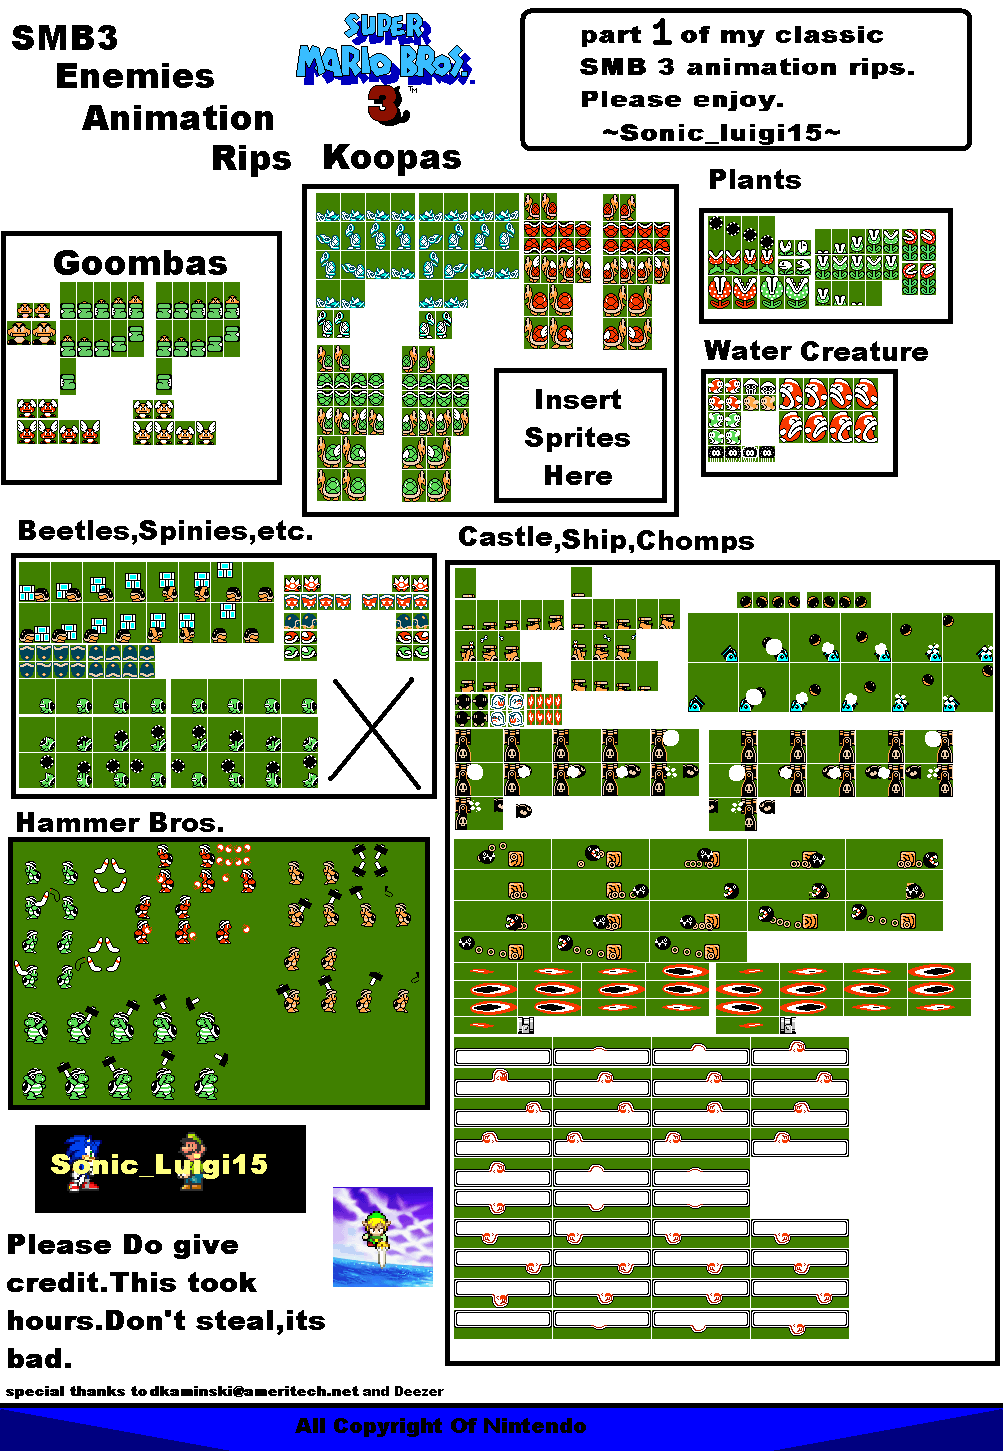 SMB3
Enemies
Animation
Rips
SUPER
MARIO BROS.
3
TM
part 1 of my classic
SMB 3 animation rips.
Please enjoy.
~Sonic_luigi15~
Koopas
Plants
Goombas
Water Creature
Insert
Sprites
Here
Beetles,Spinies,etc.
Castle,Ship,Chomps
Hammer Bros.
Sonic_Luigi15
Please Do give
credit.This took
hours.Don't steal,its
bad.
special thanks to dkaminski@ameritech.net and Deezer
All Copyright Of Nintendo